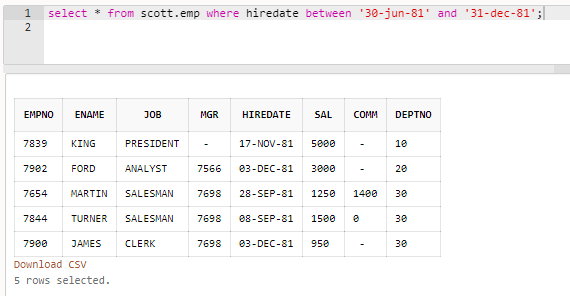 1 select * from scott.emp where hiredate between '30-jun-81' and '31-dec-81';
2
EMPNO ENAME JOB MGR HIREDATE SAL COMM DEPTNO
7839 KING PRESIDENT - 17-NOV-81 5000 - 10
7902 FORD ANALYST 7566 03-DEC-81 3000 - 20
7654 MARTIN SALESMAN 7698 28-SEP-81 1250 1400 30
7844 TURNER SALESMAN 7698 08-SEP-81 1500 0 30
7900 JAMES CLERK 7698 03-DEC-81 950 - 30
Download CSV
5 rows selected.